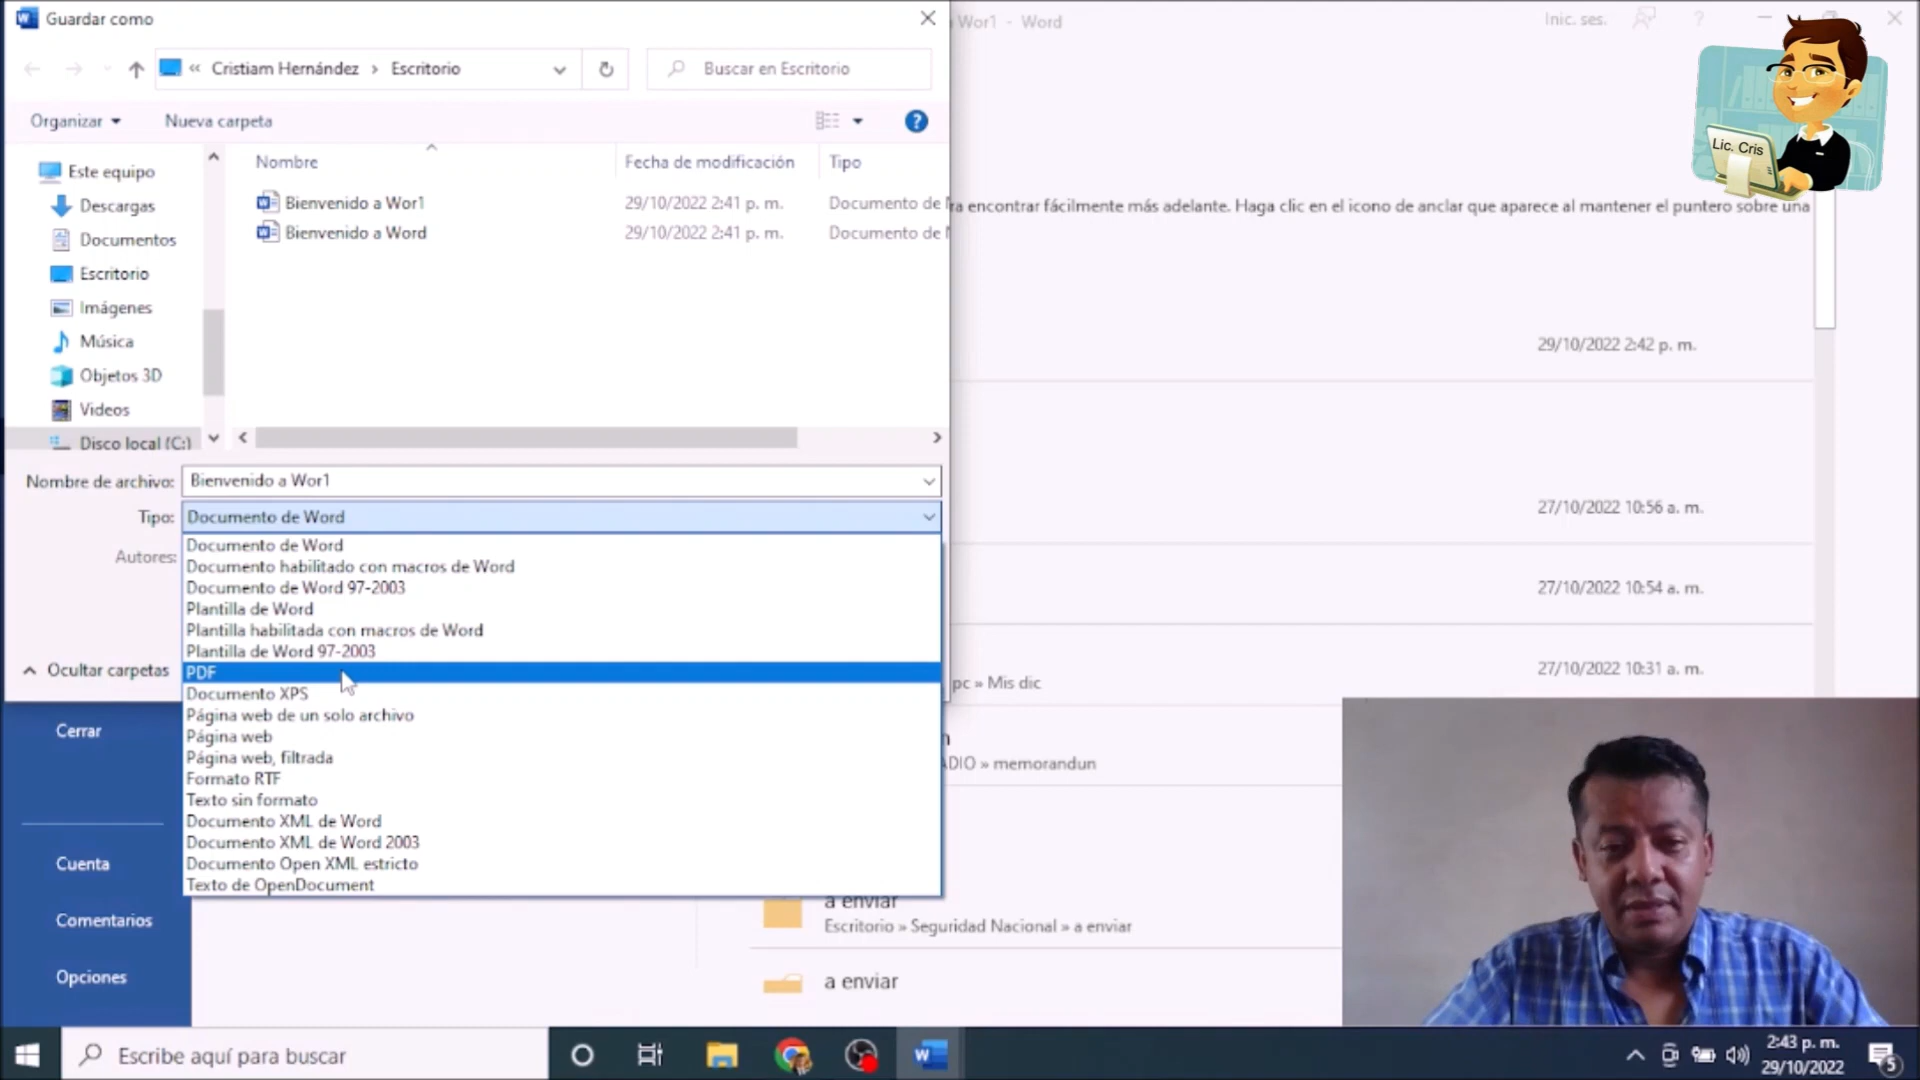 Guardar como
Wor1 - Word
Inic. ses.
?
« Cristiam Hernández > Escritorio
Buscar en Escritorio
Lic. Cris
Organizar
Nueva carpeta
?
Nombre
Fecha de modificación
Tipo
Este equipo
Descargas
Documentos
Escritorio
Imágenes
Música
Objetos 3D
Videos
Disco local (C:)
Bienvenido a Wor1
29/10/2022 2:41 p. m.
Documento de
Bienvenido a Word
29/10/2022 2:41 p. m.
Documento de
ra encontrar fácilmente más adelante. Haga clic en el icono de anclar que aparece al mantener el puntero sobre una
29/10/2022 2:42 p. m.
27/10/2022 10:56 a. m.
27/10/2022 10:54 a. m.
27/10/2022 10:31 a. m.
Nombre de archivo: Bienvenido a Wor1
Tipo: Documento de Word
Autores:
Documento de Word
Documento habilitado con macros de Word
Documento de Word 97-2003
Plantilla de Word
Plantilla habilitada con macros de Word
Plantilla de Word 97-2003
PDF
Documento XPS
Página web de un solo archivo
Página web
Página web, filtrada
Formato RTF
Texto sin formato
Documento XML de Word
Documento XML de Word 2003
Documento Open XML estricto
Texto de OpenDocument
Ocultar carpetas
pc » Mis dic
» memorandun
Cerrar
Cuenta
Comentarios
Opciones
a enviar
Escritorio » Seguridad Nacional » a enviar
a enviar
Escribe aquí para buscar
2:43 p. m.
29/10/2022
5